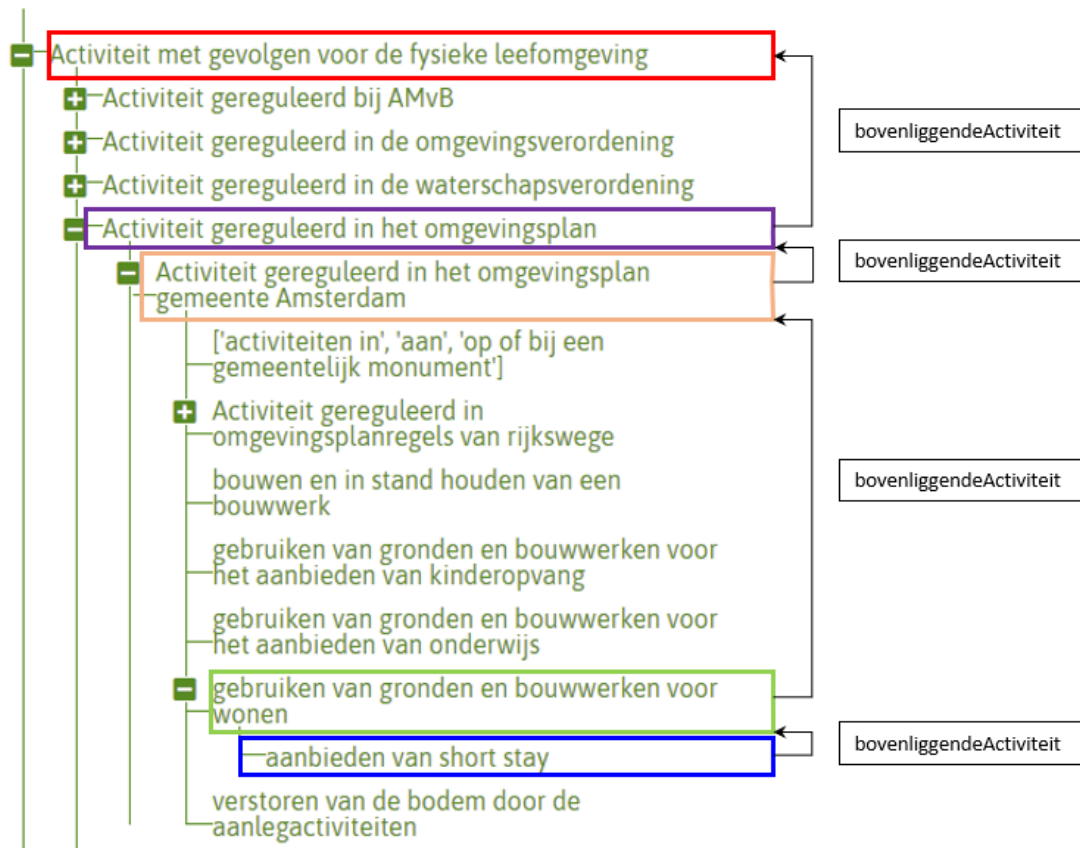 Activiteit met gevolgen voor de fysieke leefomgeving
Activiteit gereguleerd bij AMvB
bovenliggendeActiviteit
Activiteit gereguleerd in de omgevingsverordening
Activiteit gereguleerd in de waterschapsverordening
Activiteit gereguleerd in het omgevingsplan
bovenliggendeActiviteit
Activiteit gereguleerd in het omgevingsplan
gemeente Amsterdam
['activiteiten in', 'aan', 'op of bij een
gemeentelijk monument']
Activiteit gereguleerd in
omgevingsplanregels van rijkswege
bovenliggendeActiviteit
bouwen en in stand houden van een
bouwwerk
gebruiken van gronden en bouwwerken voor
het aanbieden van kinderopvang
gebruiken van gronden en bouwwerken voor
het aanbieden van onderwijs
gebruiken van gronden en bouwwerken voor
wonen
bovenliggendeActiviteit
aanbieden van short stay
verstoren van de bodem door de
aanlegactiviteiten